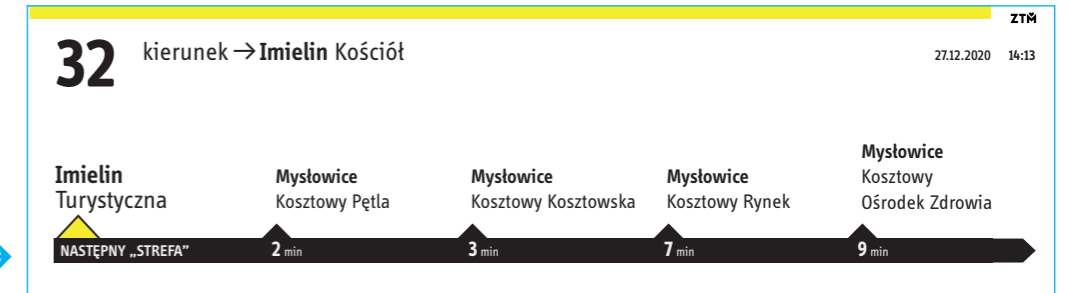 ZTM
32 kierunek → Imielin Kościół 27.12.2020 14:13
Imielin
Turystyczna
Mysłowice
Kosztowy Pętla
Mysłowice
Kosztowy Kosztowska
Mysłowice
Kosztowy Rynek
Mysłowice
Kosztowy
Ośrodek Zdrowia
NASTĘPNY „STREFA” 2 min 3 min 7 min 9 min